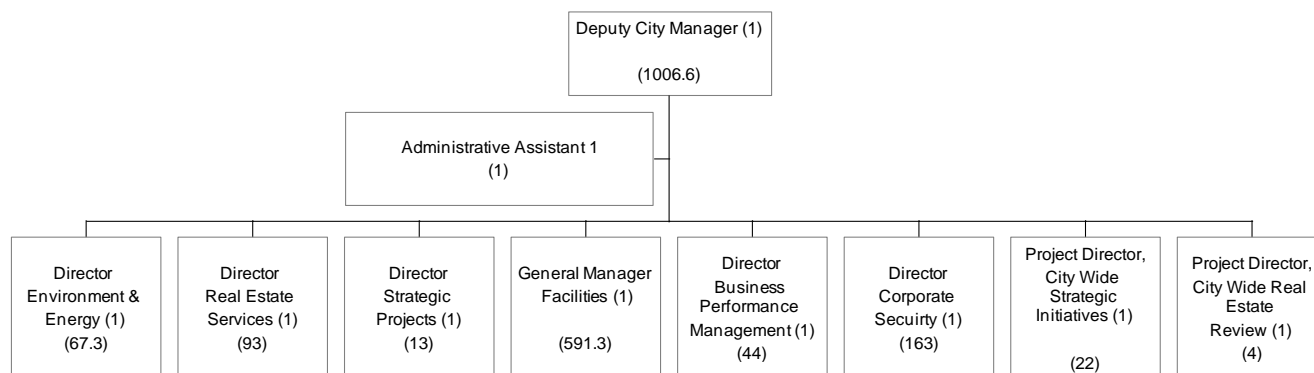 Deputy City Manager (1)
(1006.6)
Administrative Assistant 1
(1)
Director
Environment &
Energy (1)
(67.3)
Director
Real Estate
Services (1)
(93)
Director
Strategic
Projects (1)
(13)
General Manager
Facilities (1)
(591.3)
Director
Business
Performance
Management (1)
(44)
Director
Corporate
Secuirty (1)
(163)
Project Director,
City Wide
Strategic
Initiatives (1)
(22)
Project Director,
City Wide Real
Estate
Review (1)
(4)